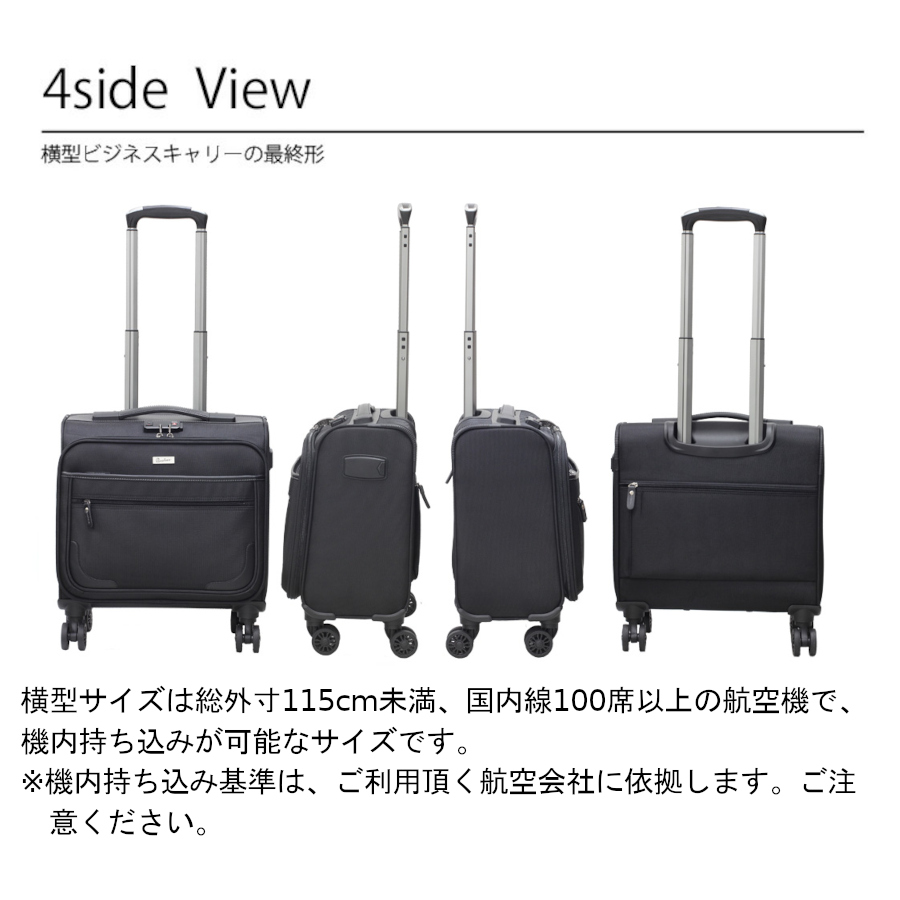 4side View
横型ビジネスキャリーの最終形
横型サイズは総外寸115cm未満、国内線100席以上の航空機で、
機内持ち込みが可能なサイズです。
※機内持ち込み基準は、ご利用頂く航空会社に依拠します。ご注
意ください。